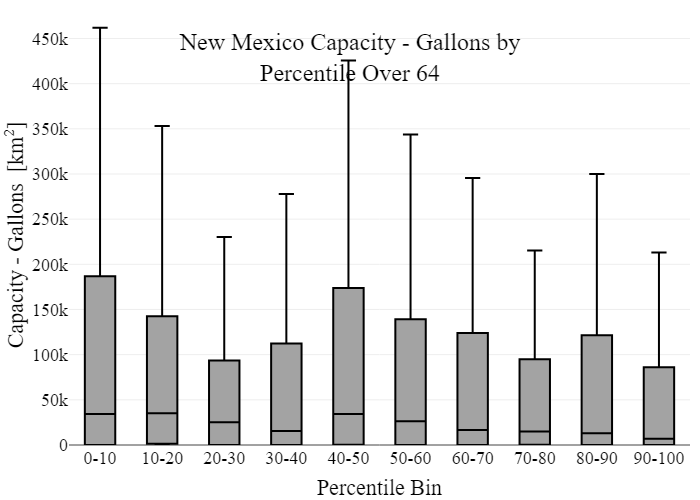 New Mexico Capacity - Gallons by
Percentile Over 64
Capacity - Gallons [km²]
450k
400k
350k
300k
250k
200k
150k
100k
50k
0
0-10 10-20 20-30 30-40 40-50 50-60 60-70 70-80 80-90 90-100
Percentile Bin